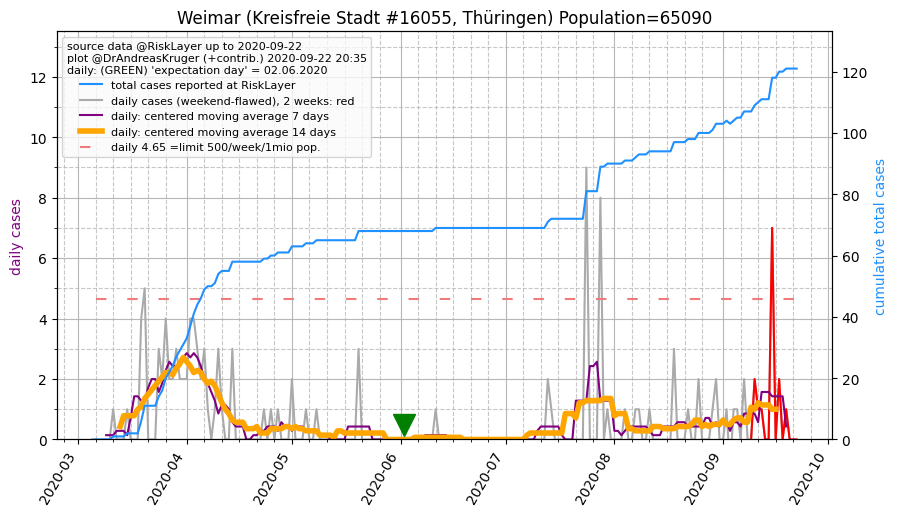 Weimar (Kreisfreie Stadt #16055, Thüringen) Population=65090
source data @RiskLayer up to 2020-09-22
plot @DrAndreasKruger (+contrib.) 2020-09-22 20:35
daily: (GREEN) 'expectation day' = 02.06.2020
total cases reported at RiskLayer
daily cases (weekend-flawed), 2 weeks: red
daily: centered moving average 7 days
daily: centered moving average 14 days
daily 4.65 =limit 500/week/1mio pop.
daily cases
12
10
8
6
4
2
0
120
100
80
60
40
20
0
cumulative total cases
2020-03
2020-04
2020-05
2020-06
2020-07
2020-08
2020-09
2020-10